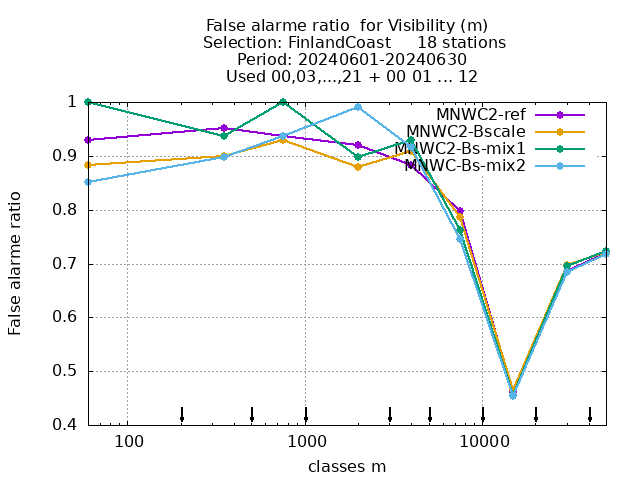 False alarme ratio  for Visibility (m)
Selection: FinlandCoast     18 stations
Period: 20240601-20240630
Used 00,03,...,21 + 00 01 ... 12
MNWC2-ref
MNWC2-Bscale
MNWC2-Bs-mix1
MNWC-Bs-mix2
False alarme ratio
1
0.9
0.8
0.7
0.6
0.5
0.4
100 1000 10000
classes m